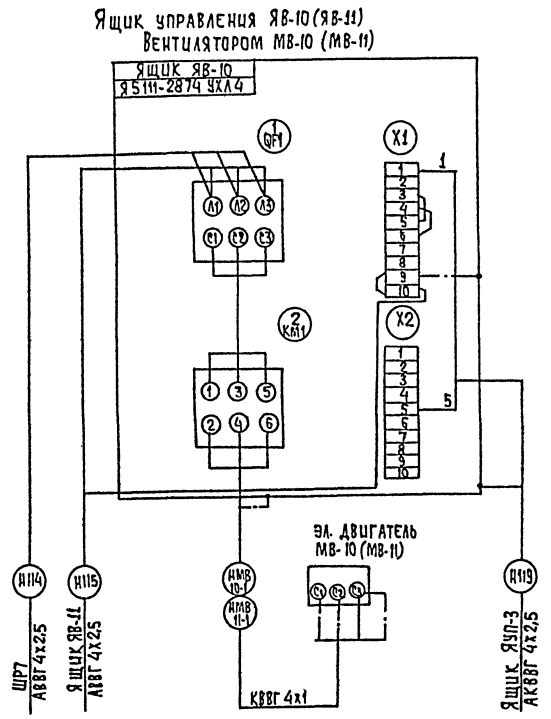 Ящик управления ЯВ-10 (ЯВ-11)
Вентилятором МВ-10 (МВ-11)
Ящик ЯВ-10
Я5111-2874 УХЛ4
1
QF1
X1
Л1 Л2 Л3
С1 С2 С3
1
2
3
4
5
6
7
8
9
10
1
2
КМ1
X2
1 3 5
2 4 6
1
2
3
4
5
6
7
8
9
10
5
Эл. двигатель
МВ-10 (МВ-11)
С1 С2 С3
Н114
Н115
НМВ
10-1
НМВ
11-1
Н119
ШР7
АВВГ 4х2,5
Ящик ЯВ-11
АВВГ 4х2,5
КВВГ 4х1
Ящик ЯУП-3
АКВВГ 4х2,5